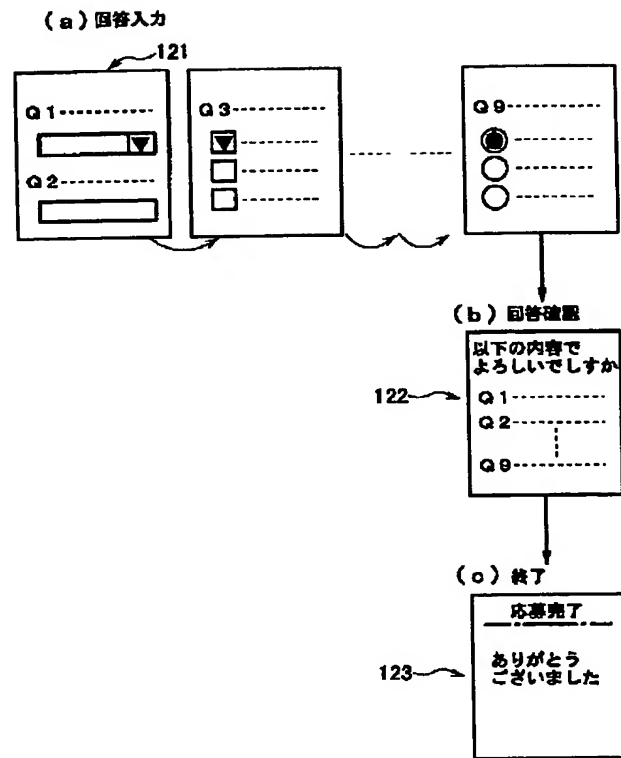 (a) 回答入力
121
Q1
Q2
Q3
Q9
(b) 回答確認
以下の内容で
よろしいでしすか
122
Q1
Q2
Q9
(c) 終了
応募完了
ありがとう
ございました
123